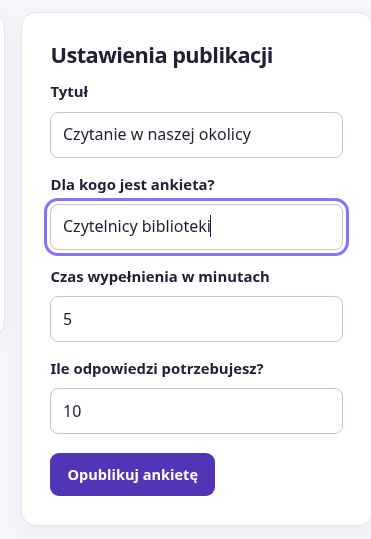 Ustawienia publikacji
Tytuł
Czytanie w naszej okolicy
Dla kogo jest ankieta?
Czytelnicy biblioteki
Czas wypełnienia w minutach
5
Ile odpowiedzi potrzebujesz?
10
Opublikuj ankietę